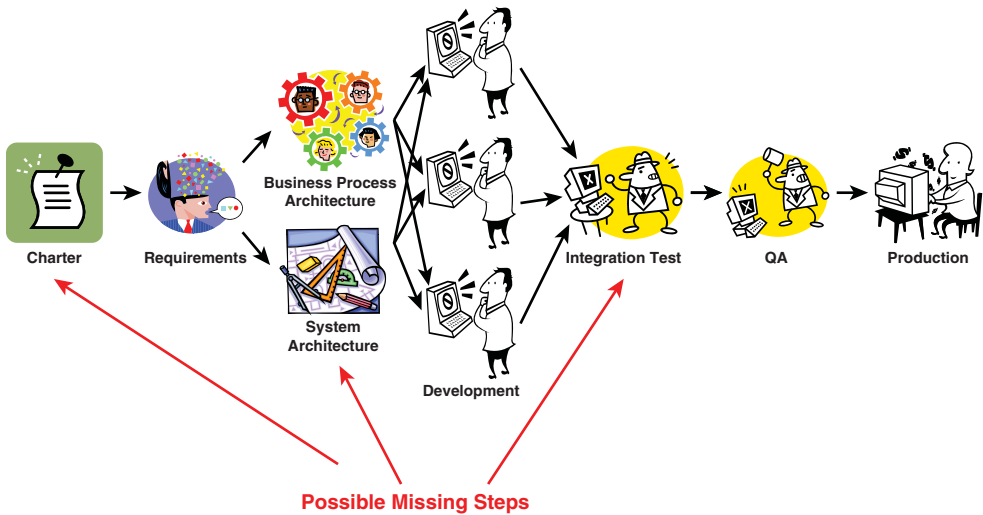 Charter
Requirements
Business Process
Architecture
System
Architecture
Development
Integration Test
QA
Production
Possible Missing Steps